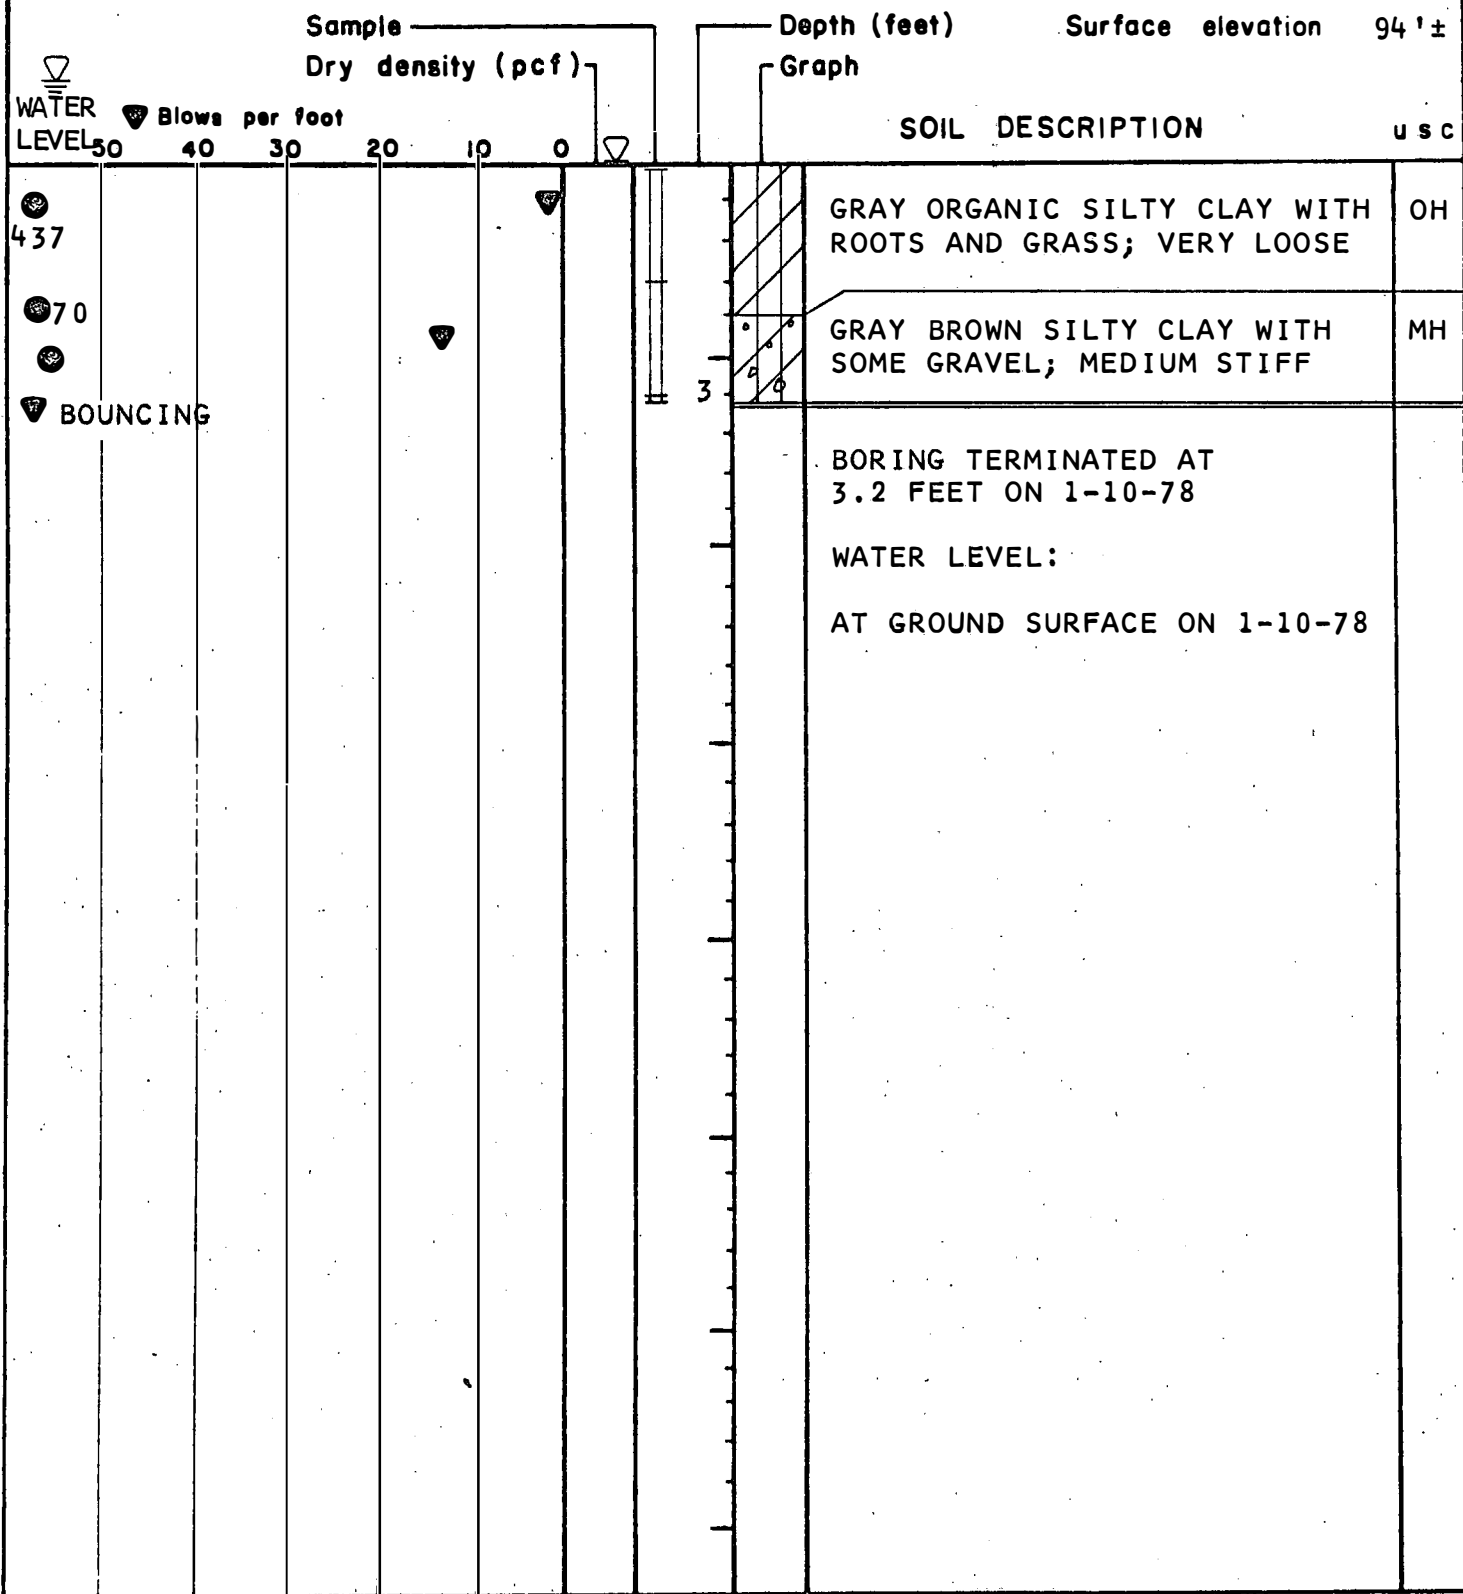 Sample
Depth (feet)
Surface elevation 94'±
Dry density (pcf)
Graph
WATER
LEVEL
Blows per foot
SOIL DESCRIPTION
usc
50 40 30 20 10 0
437
GRAY ORGANIC SILTY CLAY WITH
ROOTS AND GRASS; VERY LOOSE
OH
70
GRAY BROWN SILTY CLAY WITH
SOME GRAVEL; MEDIUM STIFF
MH
3
BOUNCING
BORING TERMINATED AT
3.2 FEET ON 1-10-78
WATER LEVEL:
AT GROUND SURFACE ON 1-10-78